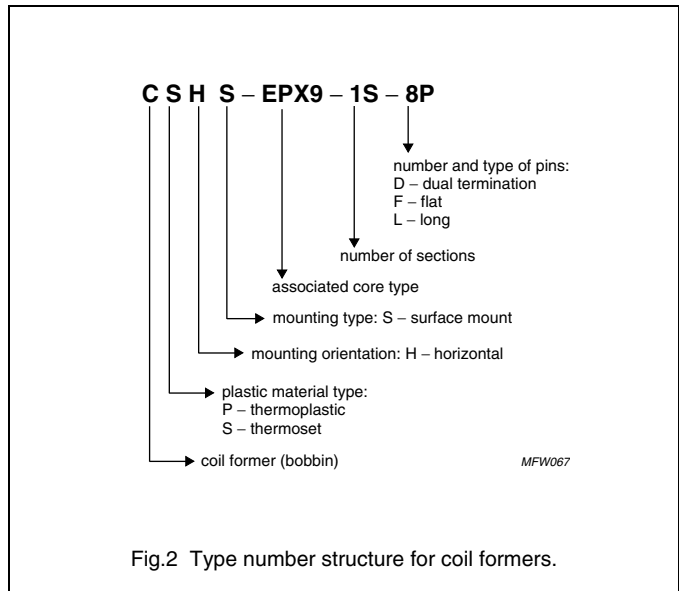 C S H S – EPX9 – 1S – 8P
number and type of pins:
D – dual termination
F – flat
L – long
number of sections
associated core type
mounting type: S – surface mount
mounting orientation: H – horizontal
plastic material type:
P – thermoplastic
S – thermoset
coil former (bobbin)
MFW067
Fig.2 Type number structure for coil formers.